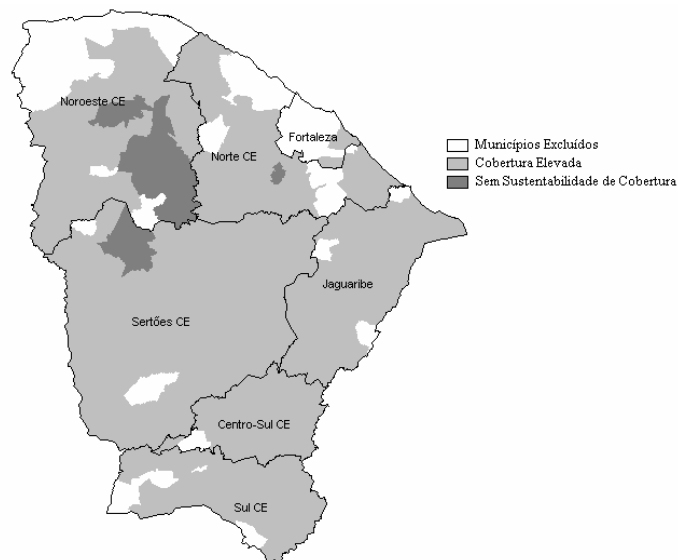 Noroeste CE
Fortaleza
Norte CE
Municípios Excluídos
Cobertura Elevada
Sem Sustentabilidade de Cobertura
Jaguaribe
Sertões CE
Centro-Sul CE
Sul CE